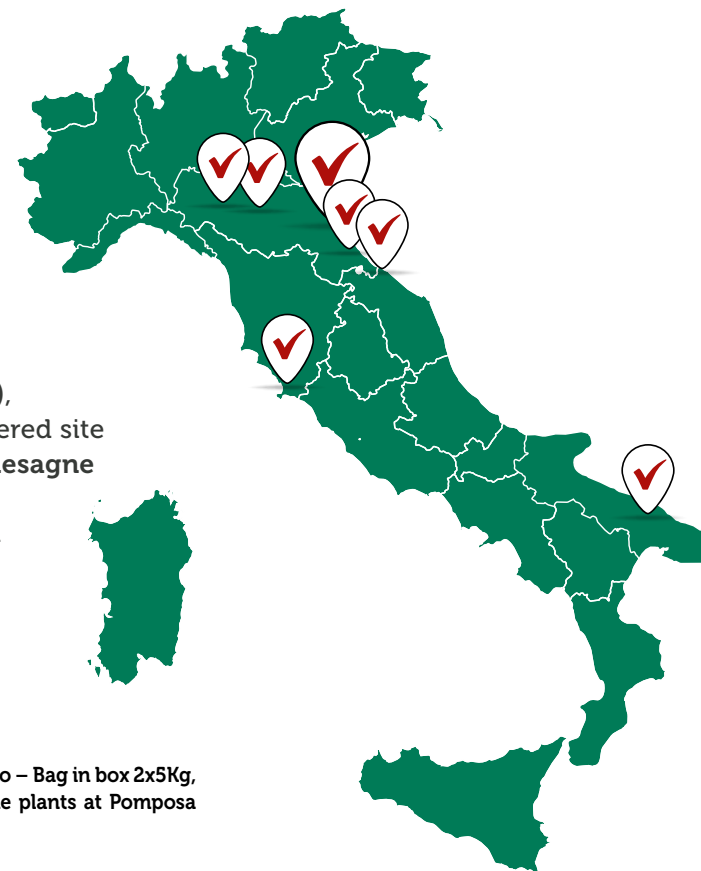 ),
ered site
esagne
o – Bag in box 2x5Kg,
e plants at Pomposa